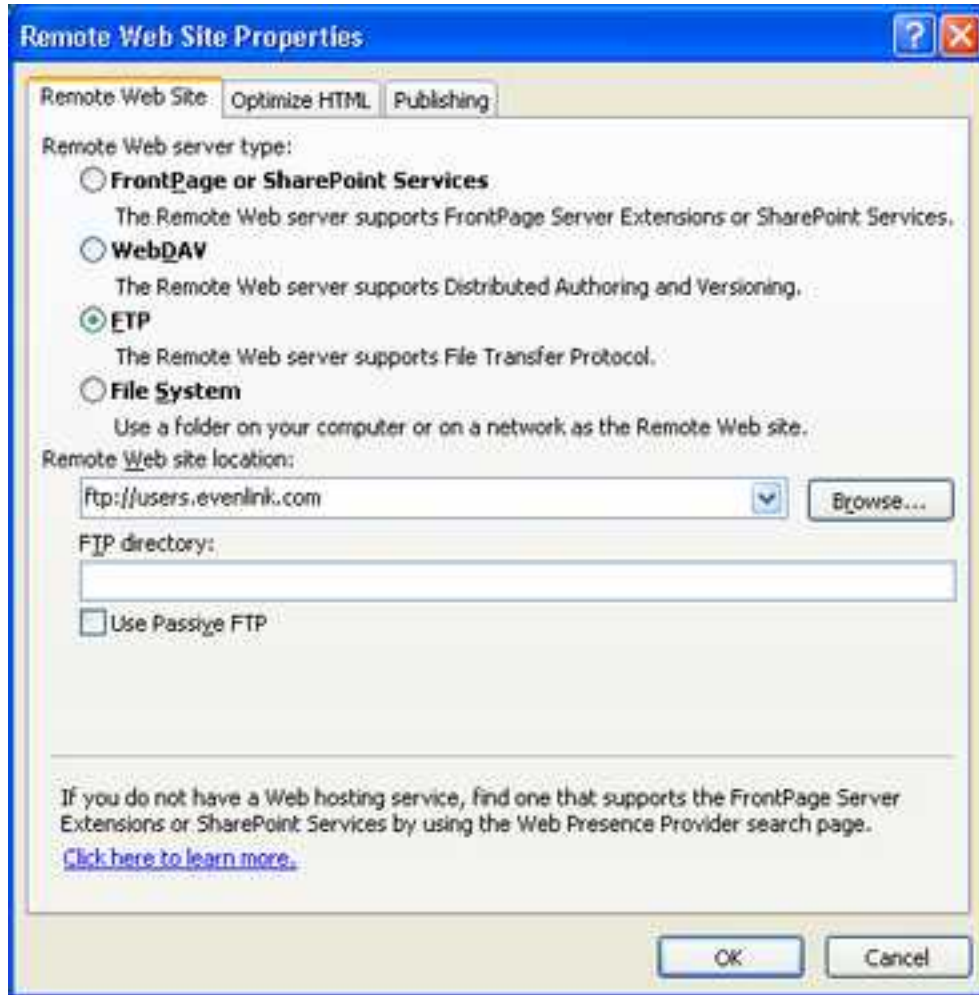 Remote Web Site Properties
Remote Web Site Optimize HTML Publishing
Remote Web server type:
FrontPage or SharePoint Services
The Remote Web server supports FrontPage Server Extensions or SharePoint Services.
WebDAV
The Remote Web server supports Distributed Authoring and Versioning.
FTP
The Remote Web server supports File Transfer Protocol.
File System
Use a folder on your computer or on a network as the Remote Web site.
Remote Web site location:
ftp://users.evenlink.com Browse...
FTP directory:
Use Passive FTP
If you do not have a Web hosting service, find one that supports the FrontPage Server
Extensions or SharePoint Services by using the Web Presence Provider search page.
Click here to learn more.
OK Cancel